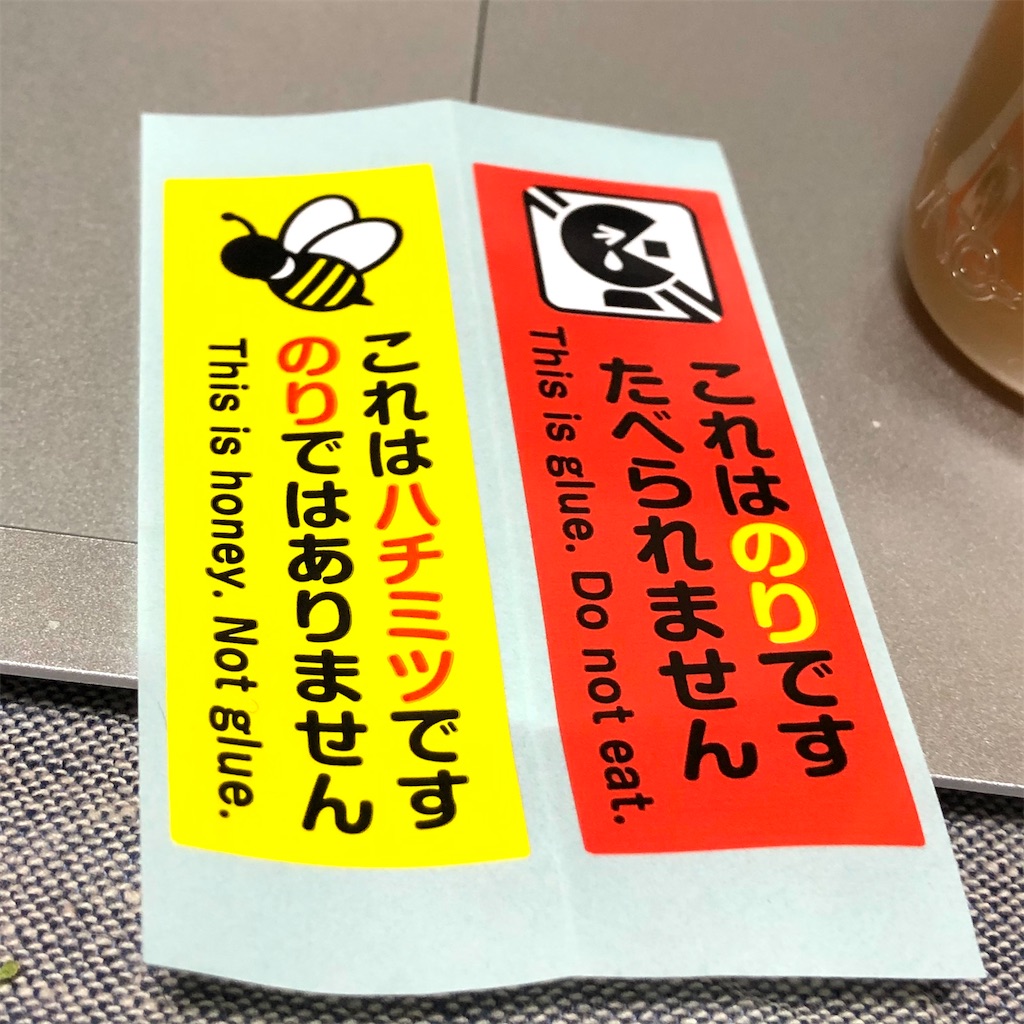 これはハチミツです
のりではありません
This is honey. Not glue.
これはのりです
たべられません
This is glue. Do not eat.